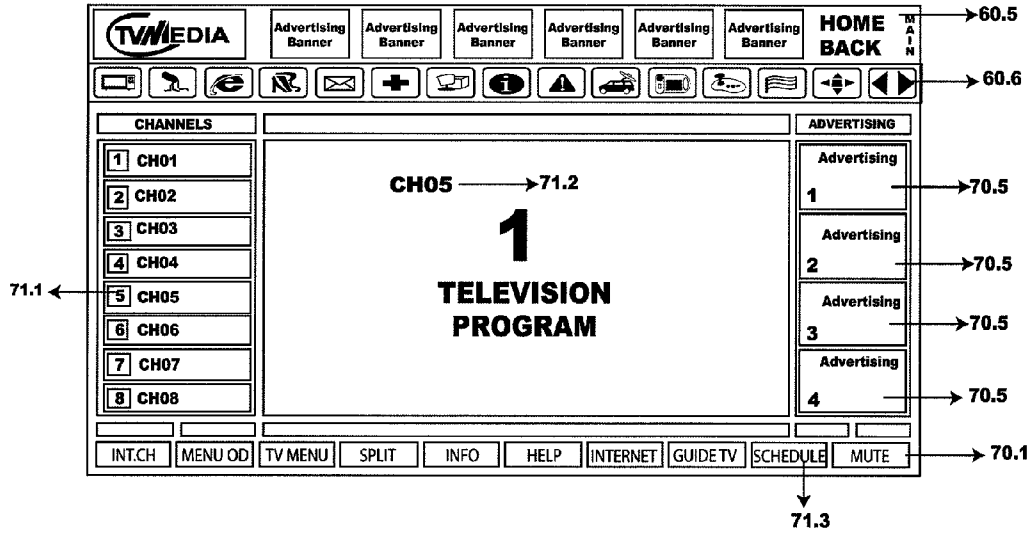 TVMEDIA
Advertising Banner
Advertising Banner
Advertising Banner
Advertising Banner
Advertising Banner
Advertising Banner
HOME
BACK
MAIN
60.5
60.6
CHANNELS
ADVERTISING
1 CH01
2 CH02
3 CH03
4 CH04
5 CH05
6 CH06
7 CH07
8 CH08
71.1
CH05
71.2
1
TELEVISION
PROGRAM
Advertising
1
70.5
Advertising
2
70.5
Advertising
3
70.5
Advertising
4
70.5
INT.CH MENU OD TV MENU SPLIT INFO HELP INTERNET GUIDE TV SCHEDULE MUTE
70.1
71.3